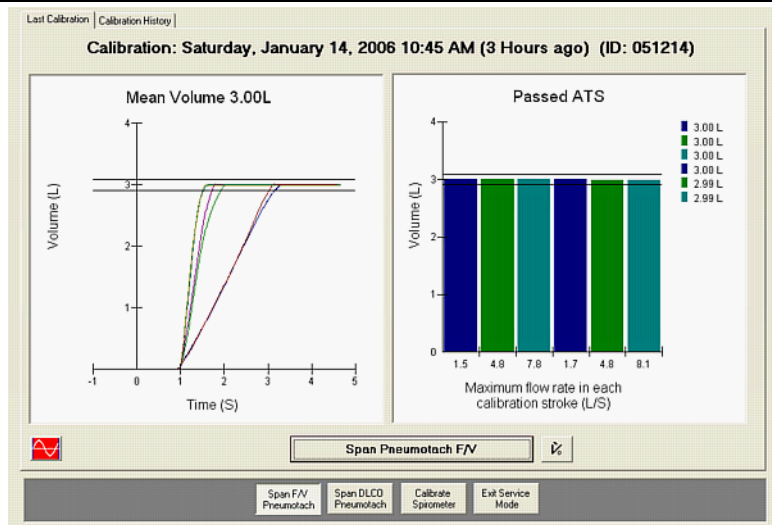 Last Calibration
Calibration History
Calibration: Saturday, January 14, 2006 10:45 AM (3 Hours ago) (ID: 051214)
Mean Volume 3.00L
4
3
2
1
Volume (L)
-1 0 1 2 3 4 5
Time (S)
Passed ATS
4
3
2
1
0
Volume (L)
1.5 4.8 7.8 1.7 4.8 8.1
Maximum flow rate in each
calibration stroke (L/S)
3.00 L
3.00 L
3.00 L
3.00 L
2.99 L
2.99 L
Span Pneumotach F/V
Span F/V
Pneumotach
Span DLCO
Pneumotach
Calibrate
Spirometer
Exit Service
Mode